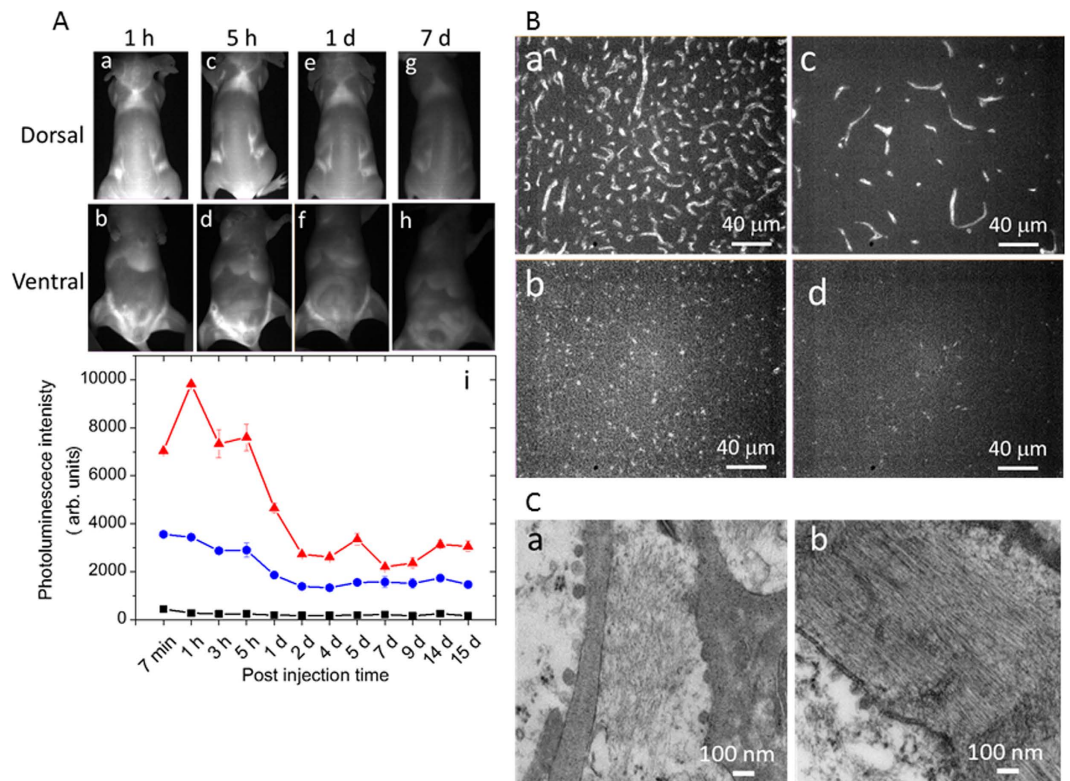 A
1 h 5 h 1 d 7 d
a c e g
Dorsal
b d f h
Ventral
i
10000
8000
6000
4000
2000
0
Photoluminescece intenisty
( arb. units)
7 min 1 h 3 h 5 h 1 d 2 d 4 d 5 d 7 d 9 d 14 d 15 d
Post injection time
B
a
40 µm
c
40 µm
b
40 µm
d
40 µm
C
a
100 nm
b
100 nm